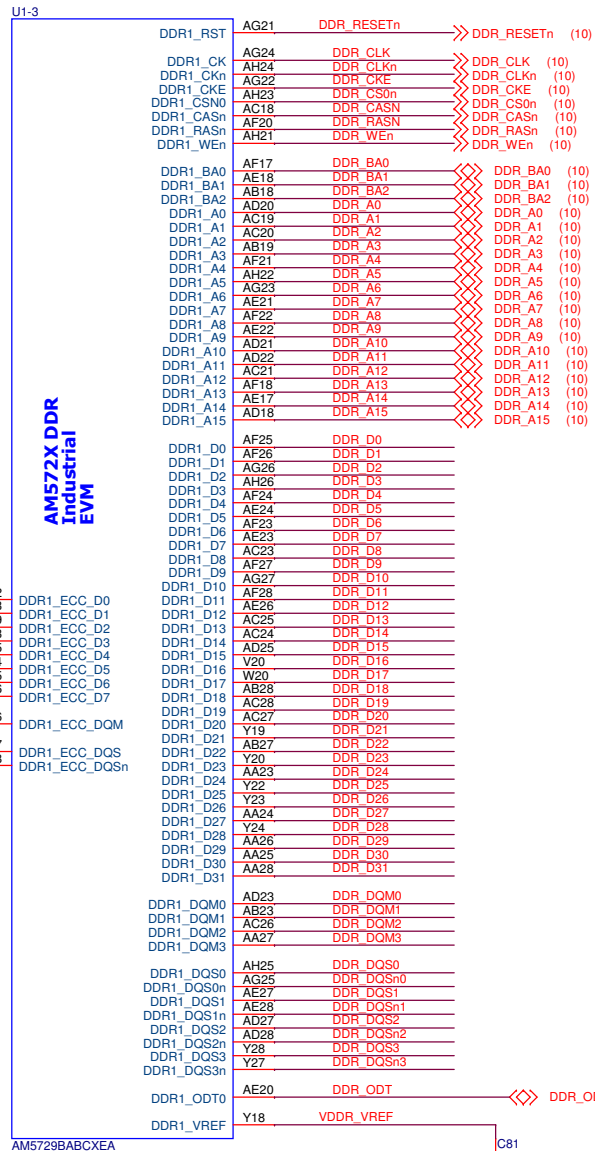 U1-3
DDR1_RST AG21 DDR_RESETn DDR_RESETn (10)
DDR1_CK AG24 DDR_CLK DDR_CLK (10)
DDR1_CKn AH24 DDR_CLKn DDR_CLKn (10)
DDR1_CKE AG22 DDR_CKE DDR_CKE (10)
DDR1_CSN0 AH23 DDR_CS0n DDR_CS0n (10)
DDR1_CASn AC18 DDR_CASN DDR_CASn (10)
DDR1_RASn AF20 DDR_RASN DDR_RASn (10)
DDR1_WEn AH21 DDR_WEn DDR_WEn (10)
DDR1_BA0 AF17 DDR_BA0 DDR_BA0 (10)
DDR1_BA1 AE18 DDR_BA1 DDR_BA1 (10)
DDR1_BA2 AB18 DDR_BA2 DDR_BA2 (10)
DDR1_A0 AD20 DDR_A0 DDR_A0 (10)
DDR1_A1 AC19 DDR_A1 DDR_A1 (10)
DDR1_A2 AC20 DDR_A2 DDR_A2 (10)
DDR1_A3 AB19 DDR_A3 DDR_A3 (10)
DDR1_A4 AF21 DDR_A4 DDR_A4 (10)
DDR1_A5 AH22 DDR_A5 DDR_A5 (10)
DDR1_A6 AG23 DDR_A6 DDR_A6 (10)
DDR1_A7 AE21 DDR_A7 DDR_A7 (10)
DDR1_A8 AF22 DDR_A8 DDR_A8 (10)
DDR1_A9 AE22 DDR_A9 DDR_A9 (10)
DDR1_A10 AD21 DDR_A10 DDR_A10 (10)
DDR1_A11 AD22 DDR_A11 DDR_A11 (10)
DDR1_A12 AC21 DDR_A12 DDR_A12 (10)
DDR1_A13 AF18 DDR_A13 DDR_A13 (10)
DDR1_A14 AE17 DDR_A14 DDR_A14 (10)
DDR1_A15 AD18 DDR_A15 DDR_A15 (10)
AM572X DDR
Industrial
EVM
DDR1_D0 AF25 DDR_D0
DDR1_D1 AF26 DDR_D1
DDR1_D2 AG26 DDR_D2
DDR1_D3 AH26 DDR_D3
DDR1_D4 AF24 DDR_D4
DDR1_D5 AE24 DDR_D5
DDR1_D6 AF23 DDR_D6
DDR1_D7 AE23 DDR_D7
DDR1_D8 AC23 DDR_D8
DDR1_D9 AF27 DDR_D9
DDR1_D10 AG27 DDR_D10
DDR1_ECC_D0 DDR1_D11 AF28 DDR_D11
DDR1_ECC_D1 DDR1_D12 AE26 DDR_D12
DDR1_ECC_D2 DDR1_D13 AC25 DDR_D13
DDR1_ECC_D3 DDR1_D14 AC24 DDR_D14
DDR1_ECC_D4 DDR1_D15 AD25 DDR_D15
DDR1_ECC_D5 DDR1_D16 V20 DDR_D16
DDR1_ECC_D6 DDR1_D17 W20 DDR_D17
DDR1_ECC_D7 DDR1_D18 AB28 DDR_D18
DDR1_D19 AC28 DDR_D19
DDR1_ECC_DQM DDR1_D20 AC27 DDR_D20
DDR1_D21 Y19 DDR_D21
DDR1_ECC_DQS DDR1_D22 AB27 DDR_D22
DDR1_ECC_DQSn DDR1_D23 Y20 DDR_D23
DDR1_D24 AA23 DDR_D24
DDR1_D25 Y22 DDR_D25
DDR1_D26 Y23 DDR_D26
DDR1_D27 AA24 DDR_D27
DDR1_D28 Y24 DDR_D28
DDR1_D29 AA26 DDR_D29
DDR1_D30 AA25 DDR_D30
DDR1_D31 AA28 DDR_D31
DDR1_DQM0 AD23 DDR_DQM0
DDR1_DQM1 AB23 DDR_DQM1
DDR1_DQM2 AC26 DDR_DQM2
DDR1_DQM3 AA27 DDR_DQM3
DDR1_DQS0 AH25 DDR_DQS0
DDR1_DQS0n AG25 DDR_DQSn0
DDR1_DQS1 AE27 DDR_DQS1
DDR1_DQS1n AE28 DDR_DQSn1
DDR1_DQS2 AD27 DDR_DQS2
DDR1_DQS2n AD28 DDR_DQSn2
DDR1_DQS3 Y28 DDR_DQS3
DDR1_DQS3n Y27 DDR_DQSn3
DDR1_ODT0 AE20 DDR_ODT
DDR1_VREF Y18 VDDR_VREF
AM5729BABCXEA C81